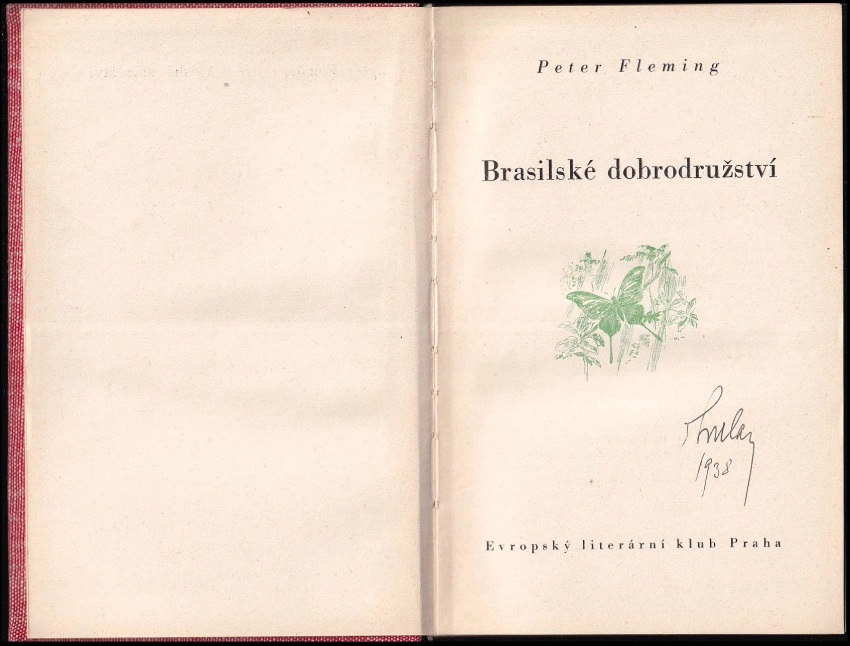 Peter Fleming
Brasilské dobrodružství
1938
Evropský literární klub Praha